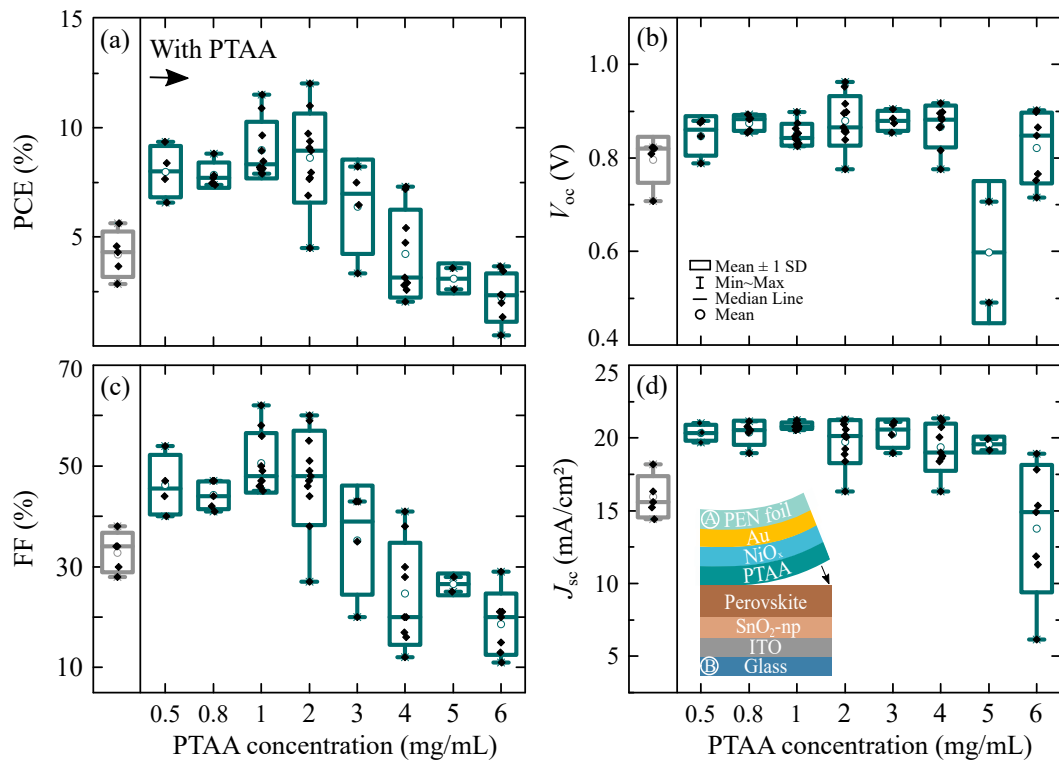 (a)
With PTAA
15
10
5
PCE (%)
(b)
1.0
0.8
0.6
0.4
Voc (V)
Mean ± 1 SD
Min~Max
Median Line
Mean
(c)
70
50
30
10
FF (%)
0.5 0.8 1 2 3 4 5 6
PTAA concentration (mg/mL)
(d)
25
20
15
10
5
Jsc (mA/cm²)
A PEN foil
Au
NiOx
PTAA
Perovskite
SnO₂-np
ITO
B Glass
0.5 0.8 1 2 3 4 5 6
PTAA concentration (mg/mL)